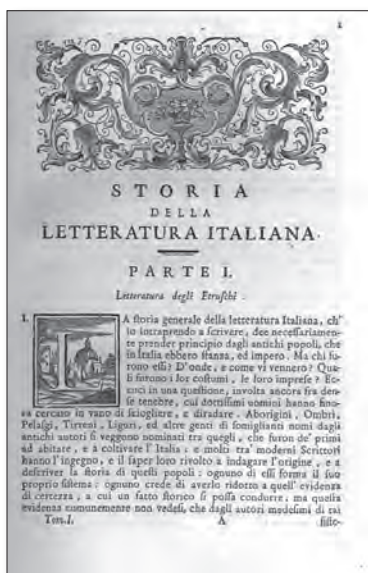 1
STORIA
DELLA
LETTERATURA ITALIANA.
PARTE I.
Letteratura degli Etruschi.
I. LA storia generale della letteratura Italiana, ch'
io intraprendo a scrivere, dee necessariamen-
te prender principio dagli antichi popoli, che
in Italia ebbero stanza, ed impero. Ma chi fu-
rono essi? D'onde, e come vi vennero? Qua-
li furono i lor costumi, le loro imprese? Ec-
coci in una quistione, involta ancora fra den-
se tenebre, cui dottissimi uomini hanno fino-
ra cercato in vano di sciogliere, e diradare. Aborigini, Ombri,
Pelasgi, Tirreni, Liguri, ed altre genti di somiglianti nomi dagli
antichi autori si veggono nominati tra quegli, che furon de' primi
ad abitare, e a coltivare l'Italia: e molti tra' moderni Scrittori
hanno l'ingegno, e il saper loro rivolto a indagare l'origine, e a
descriver la storia di questi popoli: ognuno di essi forma il suo
proprio sistema: ognuno crede di averlo ridotto a quell'evidenza
di certezza, a cui un fatto storico si possa condurre, ma questa
evidenza comunemente non vedesi, che dagli autori medesimi di tai
Tom. I. A siste-